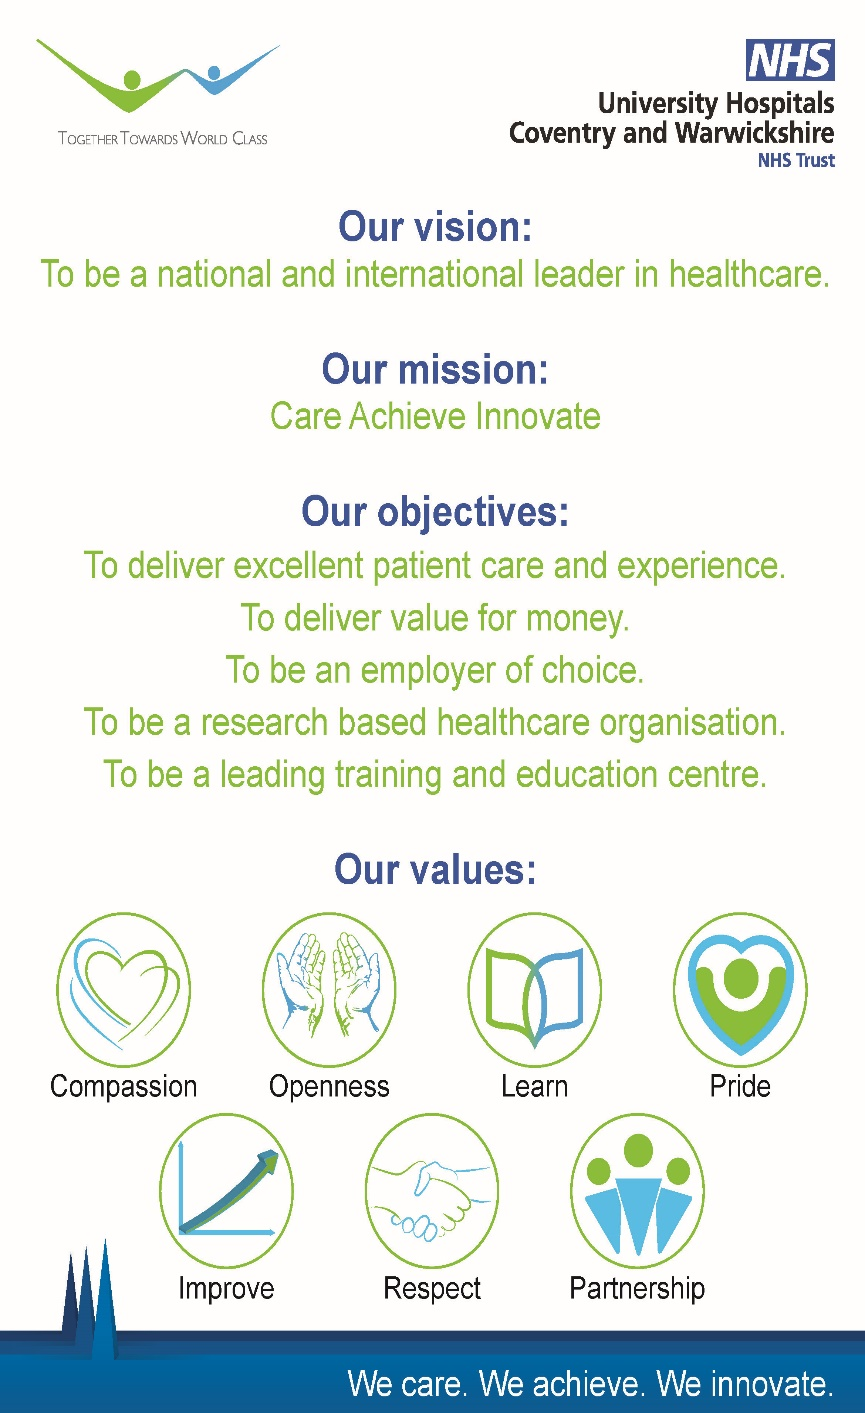 TOGETHER TOWARDS WORLD CLASS
NHS
University Hospitals
Coventry and Warwickshire
NHS Trust
Our vision:
To be a national and international leader in healthcare.
Our mission:
Care Achieve Innovate
Our objectives:
To deliver excellent patient care and experience.
To deliver value for money.
To be an employer of choice.
To be a research based healthcare organisation.
To be a leading training and education centre.
Our values:
Compassion Openness Learn Pride
Improve Respect Partnership
We care. We achieve. We innovate.